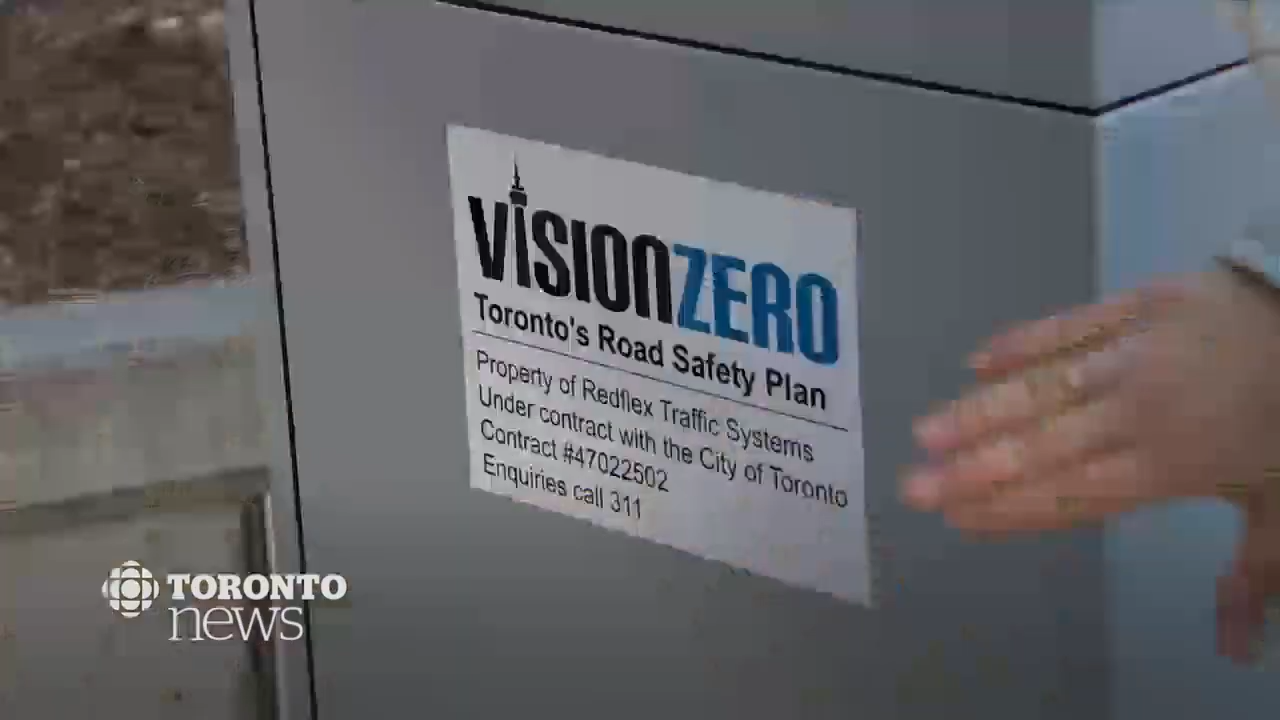 VISIONZERO
Toronto's Road Safety Plan
Property of Redflex Traffic Systems
Under contract with the City of Toronto
Contract #47022502
Enquiries call 311
TORONTO
news